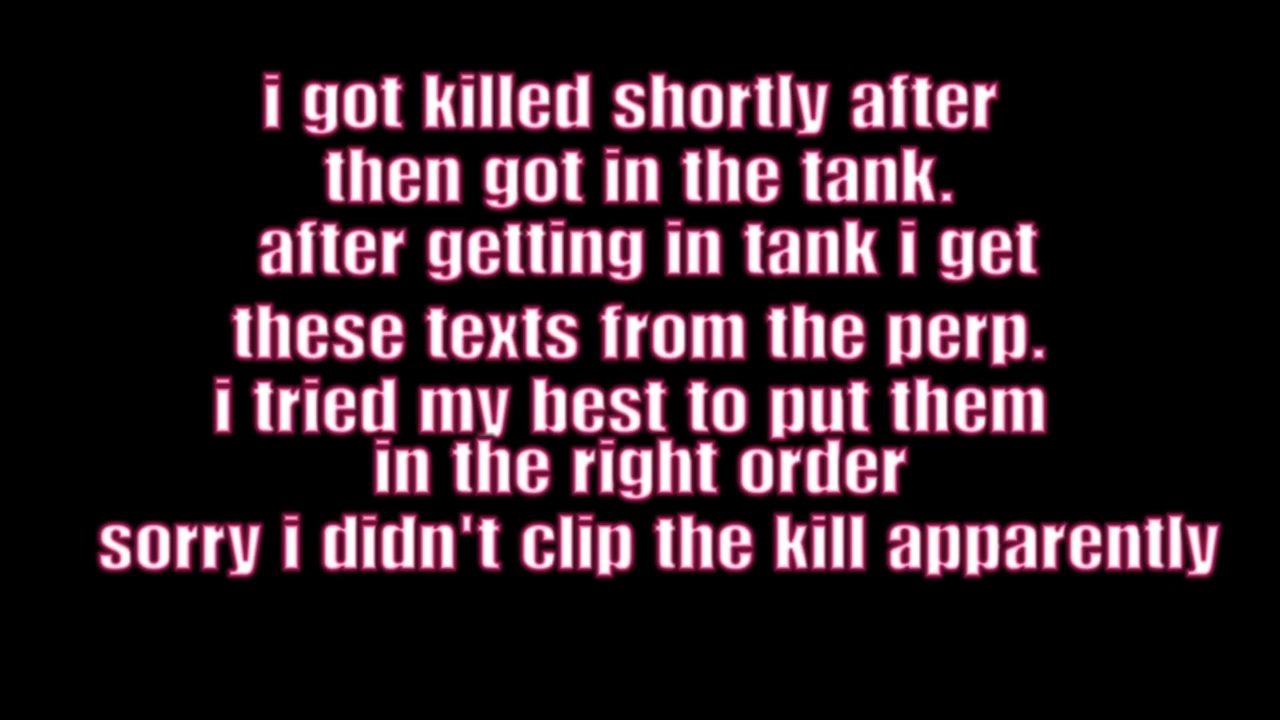 i got killed shortly after
then got in the tank.
after getting in tank i get
these texts from the perp.
i tried my best to put them
in the right order
sorry i didn't clip the kill apparently